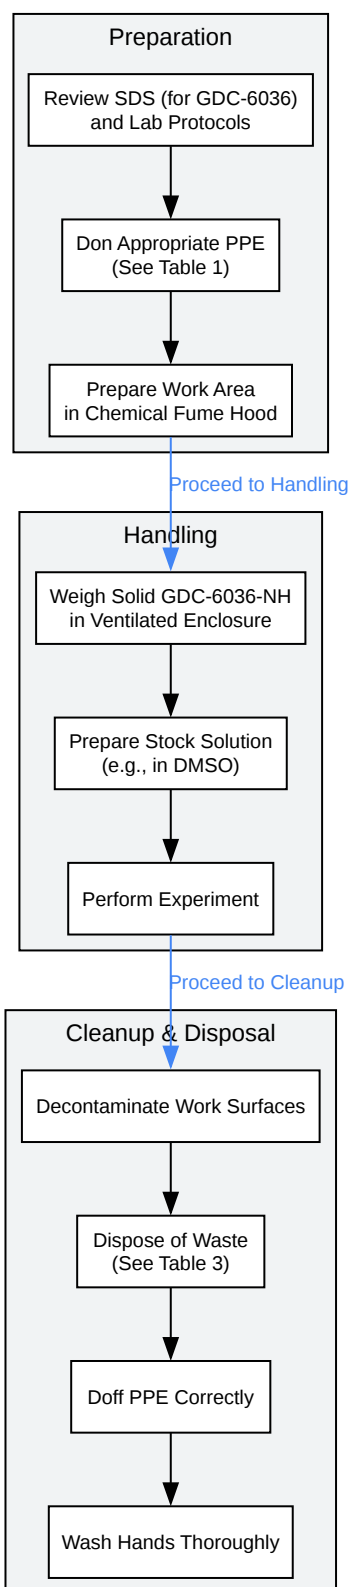 Preparation
Review SDS (for GDC-6036)
and Lab Protocols
Don Appropriate PPE
(See Table 1)
Prepare Work Area
in Chemical Fume Hood
Proceed to Handling
Handling
Weigh Solid GDC-6036-NH
in Ventilated Enclosure
Prepare Stock Solution
(e.g., in DMSO)
Perform Experiment
Proceed to Cleanup
Cleanup & Disposal
Decontaminate Work Surfaces
Dispose of Waste
(See Table 3)
Doff PPE Correctly
Wash Hands Thoroughly